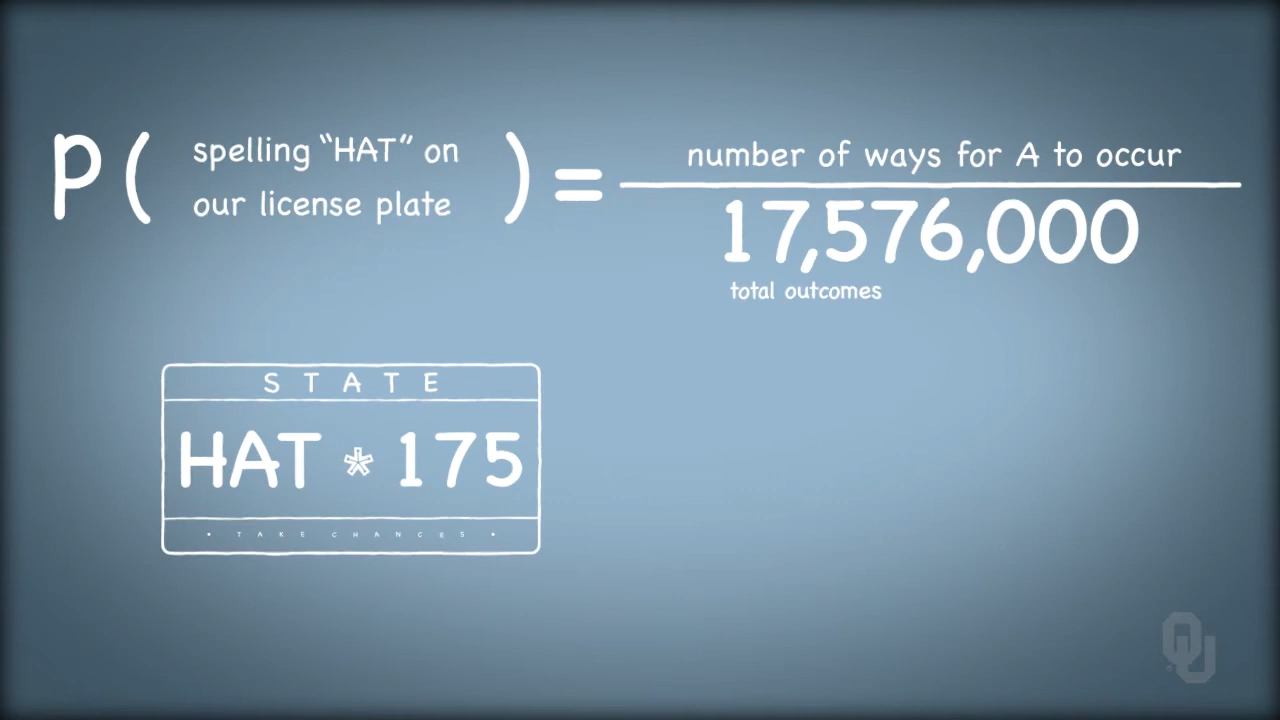 P( spelling “HAT” on our license plate ) = number of ways for A to occur
17,576,000
total outcomes
STATE
HAT * 175
• TAKE CHANCES •
OU